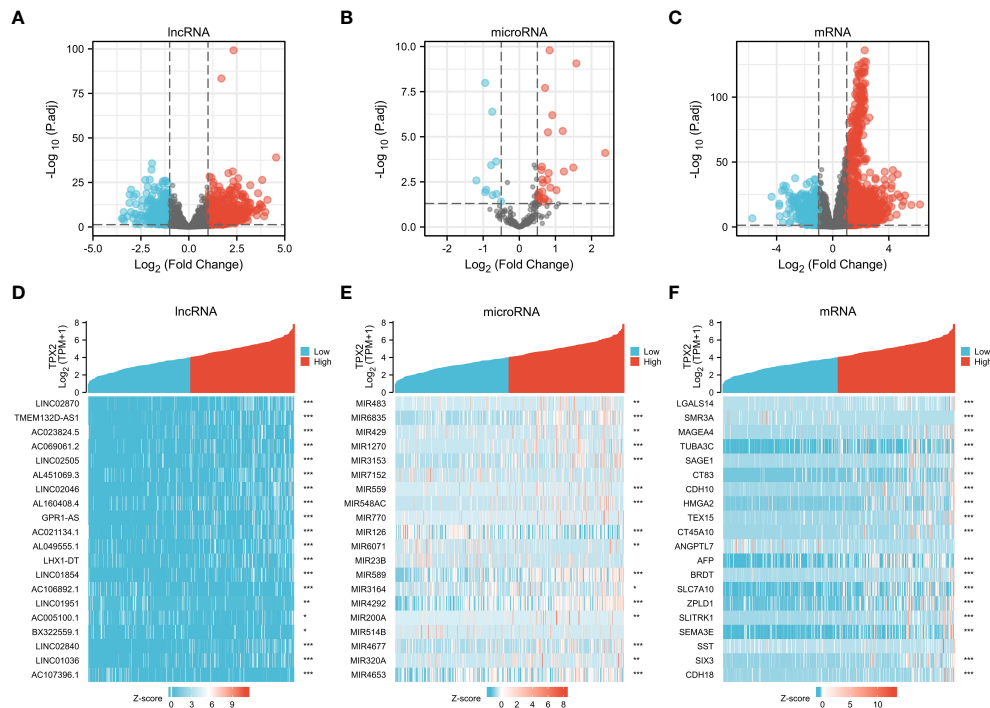 A
lncRNA
-Log 10 (P.adj)
100
75
50
25
0
-5.0
-2.5
0.0
2.5
5.0
Log2 (Fold Change)
B
microRNA
-Log 10 (P.adj)
10.0
7.5
5.0
2.5
0.0
-2
-1
0
1
2
Log2 (Fold Change)
C
mRNA
-Log 10 (P.adj)
100
50
0
-4
0
4
Log2 (Fold Change)
D
lncRNA
TPX2
Log2 (TPM+1)
8
6
4
2
0
Low
High
LINC02870 ***
TMEM132D-AS1 ***
AC023824.5 ***
AC069061.2 ***
LINC02505 ***
AL451069.3 ***
LINC02046 ***
AL160408.4 ***
GPR1-AS ***
AC021134.1 ***
AL049555.1 ***
LHX1-DT ***
LINC01854 ***
AC106892.1 ***
LINC01951 **
AC005100.1 *
BX322559.1 *
LINC02840 ***
LINC01036 ***
AC107396.1 ***
Z-score
0 3 6 9
E
microRNA
TPX2
Log2 (TPM+1)
8
6
4
2
0
Low
High
MIR483 **
MIR6835 ***
MIR429 **
MIR1270 ***
MIR3153 ***
MIR7152
MIR559 ***
MIR548AC ***
MIR770
MIR126 ***
MIR6071 **
MIR23B
MIR589 ***
MIR3164 *
MIR4292 ***
MIR200A **
MIR514B
MIR4677 ***
MIR320A **
MIR4653 ***
Z-score
0 2 4 6 8
F
mRNA
TPX2
Log2 (TPM+1)
8
6
4
2
0
Low
High
LGALS14 ***
SMR3A ***
MAGEA4 ***
TUBA3C ***
SAGE1 ***
CT83 ***
CDH10 ***
HMGA2 ***
TEX15 ***
CT45A10 ***
ANGPTL7
AFP ***
BRDT ***
SLC7A10 ***
ZPLD1 ***
SLITRK1 ***
SEMA3E ***
SST
SIX3 ***
CDH18 ***
Z-score
0 5 10